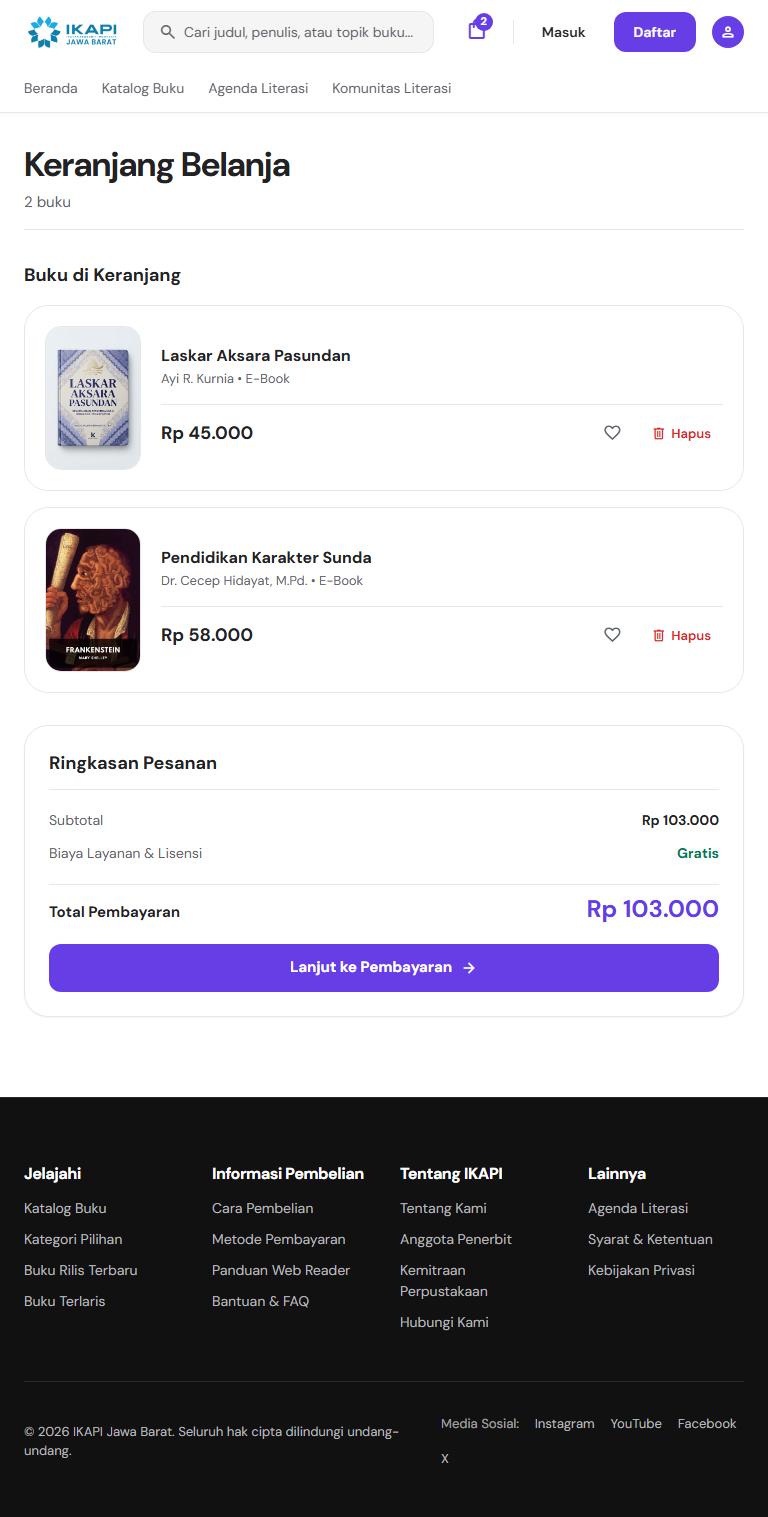 IKAPI
JAWA BARAT
Cari judul, penulis, atau topik buku...
2
Masuk
Daftar
Beranda
Katalog Buku
Agenda Literasi
Komunitas Literasi
Keranjang Belanja
2 buku
Buku di Keranjang
LASKAR
AKSARA
PASUNDAN
Laskar Aksara Pasundan
Ayi R. Kurnia • E-Book
Rp 45.000
Hapus
FRANKENSTEIN
MARY SHELLEY
Pendidikan Karakter Sunda
Dr. Cecep Hidayat, M.Pd. • E-Book
Rp 58.000
Hapus
Ringkasan Pesanan
Subtotal
Rp 103.000
Biaya Layanan & Lisensi
Gratis
Total Pembayaran
Rp 103.000
Lanjut ke Pembayaran →
Jelajahi
Katalog Buku
Kategori Pilihan
Buku Rilis Terbaru
Buku Terlaris
Informasi Pembelian
Cara Pembelian
Metode Pembayaran
Panduan Web Reader
Bantuan & FAQ
Tentang IKAPI
Tentang Kami
Anggota Penerbit
Kemitraan
Perpustakaan
Hubungi Kami
Lainnya
Agenda Literasi
Syarat & Ketentuan
Kebijakan Privasi
© 2026 IKAPI Jawa Barat. Seluruh hak cipta dilindungi undang-
undang.
Media Sosial:
Instagram
YouTube
Facebook
X